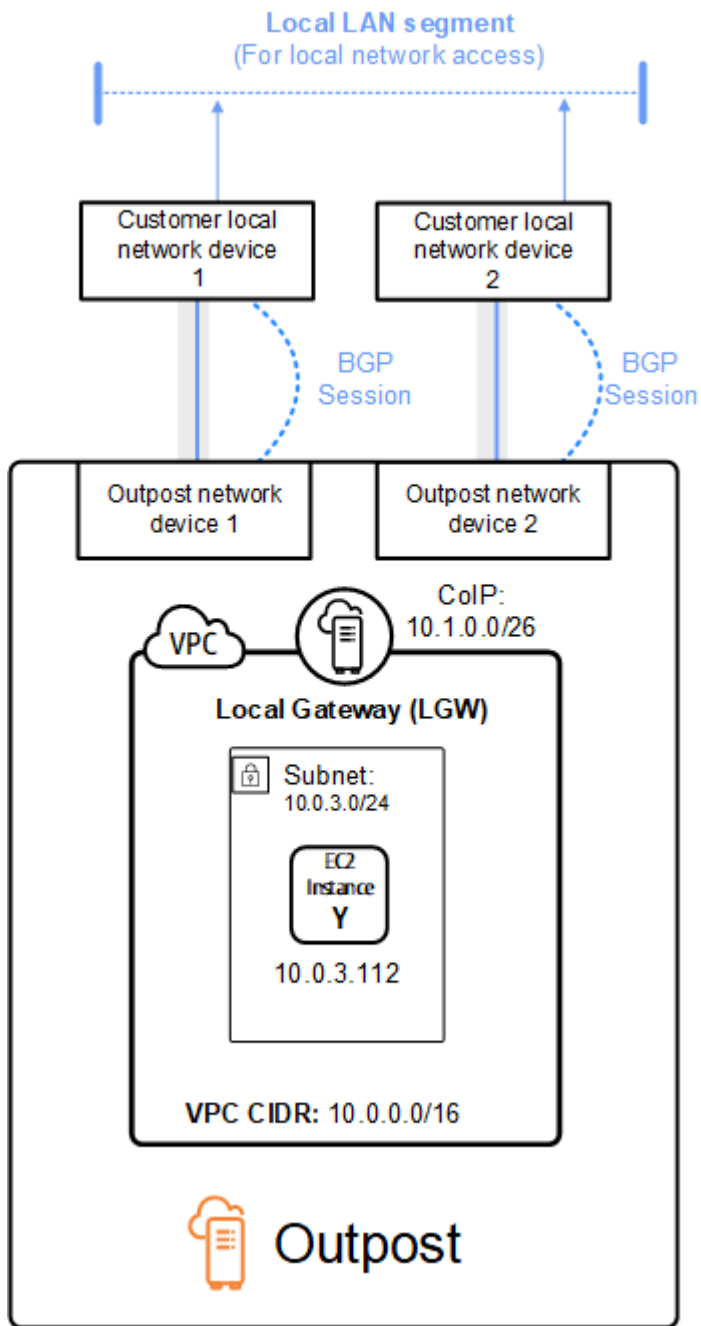 Local LAN segment
(For local network access)
Customer local
network device
1
Customer local
network device
2
BGP
Session
BGP
Session
Outpost network
device 1
Outpost network
device 2
CoIP:
10.1.0.0/26
VPC
Local Gateway (LGW)
Subnet:
10.0.3.0/24
EC2
Instance
Y
10.0.3.112
VPC CIDR: 10.0.0.0/16
Outpost